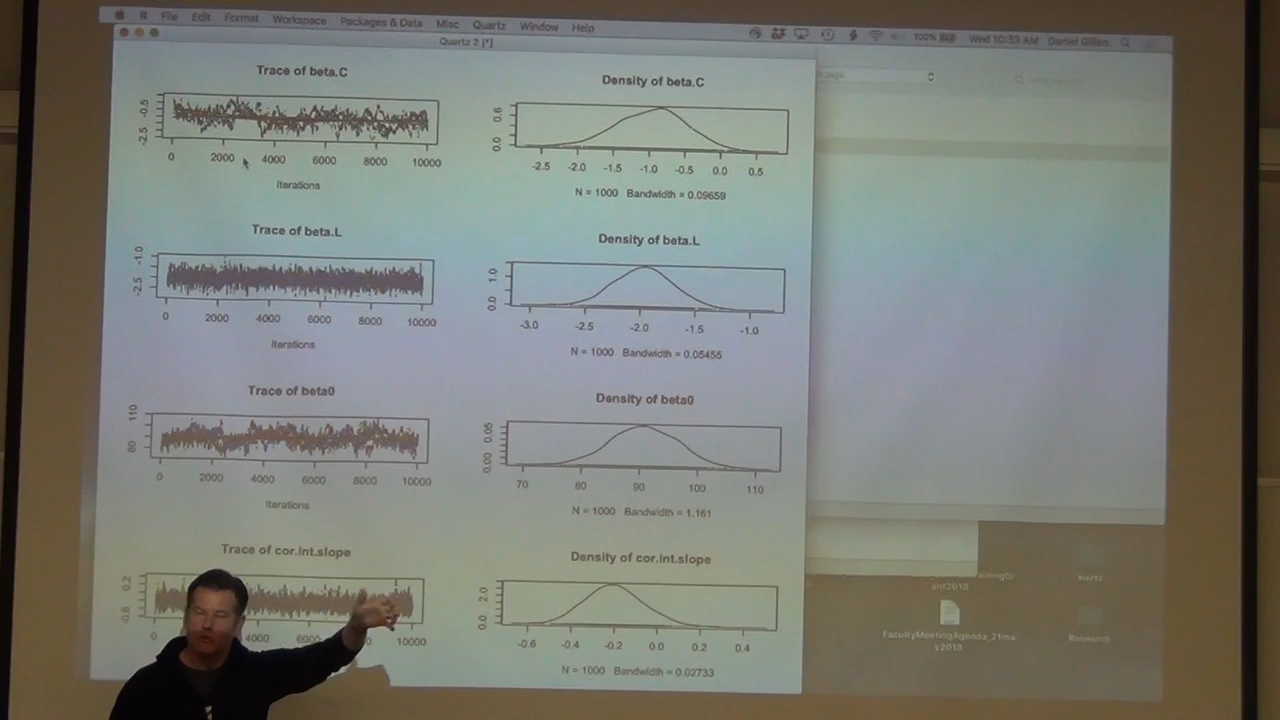 R File Edit Format Workspace Packages & Data Misc Quartz Window Help 100% Wed 10:33 AM Daniel Gillen
Quartz 2 [*]
Trace of beta.C
-0.5
-2.5
0 2000 4000 6000 8000 10000
Iterations
Density of beta.C
0.6
0.0
-2.5 -2.0 -1.5 -1.0 -0.5 0.0 0.5
N = 1000 Bandwidth = 0.09659
Trace of beta.L
-1.0
-2.5
0 2000 4000 6000 8000 10000
Iterations
Density of beta.L
1.0
0.0
-3.0 -2.5 -2.0 -1.5 -1.0
N = 1000 Bandwidth = 0.05455
Trace of beta0
110
80
0 2000 4000 6000 8000 10000
Iterations
Density of beta0
0.05
0.00
70 80 90 100 110
N = 1000 Bandwidth = 1.161
Trace of cor.int.slope
0.2
-0.6
0 4000 6000 8000 10000
Density of cor.int.slope
2.0
0.0
-0.6 -0.4 -0.2 0.0 0.2 0.4
N = 1000 Bandwidth = 0.02733
ant2018
Hertz
FacultyMeetingAgenda_21ma
y2018
Research